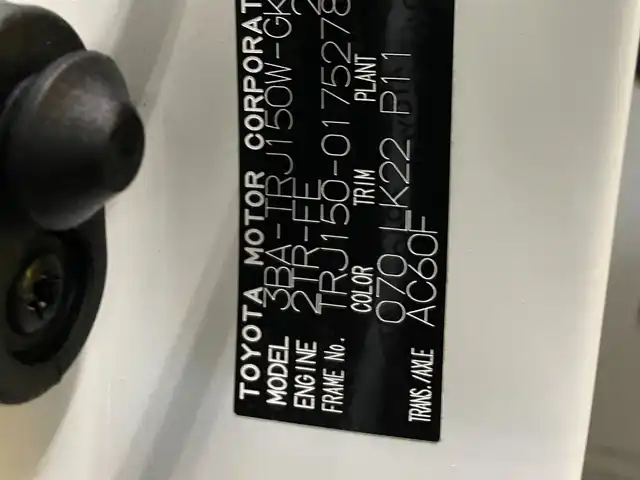 TOYOTA MOTOR CORPORAT
MODEL 3BA-TRJ150W-GK
ENGINE 2TR-FE 2
FRAME No. TRJ150-0175278
COLOR TRIM PLANT
070 LK22 P11
TRANS./AXLE AC60F